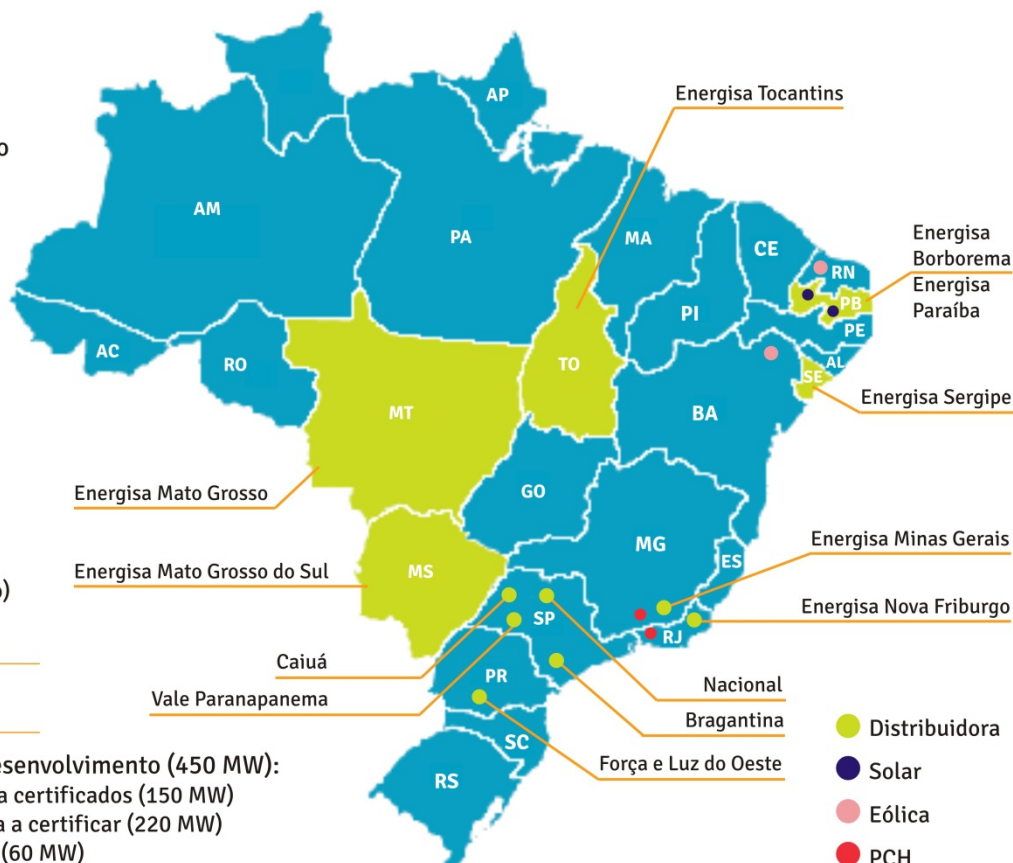 o
AP
Energisa Tocantins
AM
PA
MA
CE
RN
Energisa
Borborema
Energisa
Paraíba
PI
PB
PE
AC
RO
TO
AL
SE
Energisa Sergipe
MT
BA
GO
Energisa Mato Grosso
MG
Energisa Minas Gerais
ES
MS
Energisa Mato Grosso do Sul
)
SP
RJ
Energisa Nova Friburgo
Caiuá
PR
Nacional
Vale Paranapanema
Bragantina
SC
Força e Luz do Oeste
RS
Distribuidora
Solar
Eólica
PCH
esenvolvimento (450 MW):
a certificados (150 MW)
a a certificar (220 MW)
(60 MW)